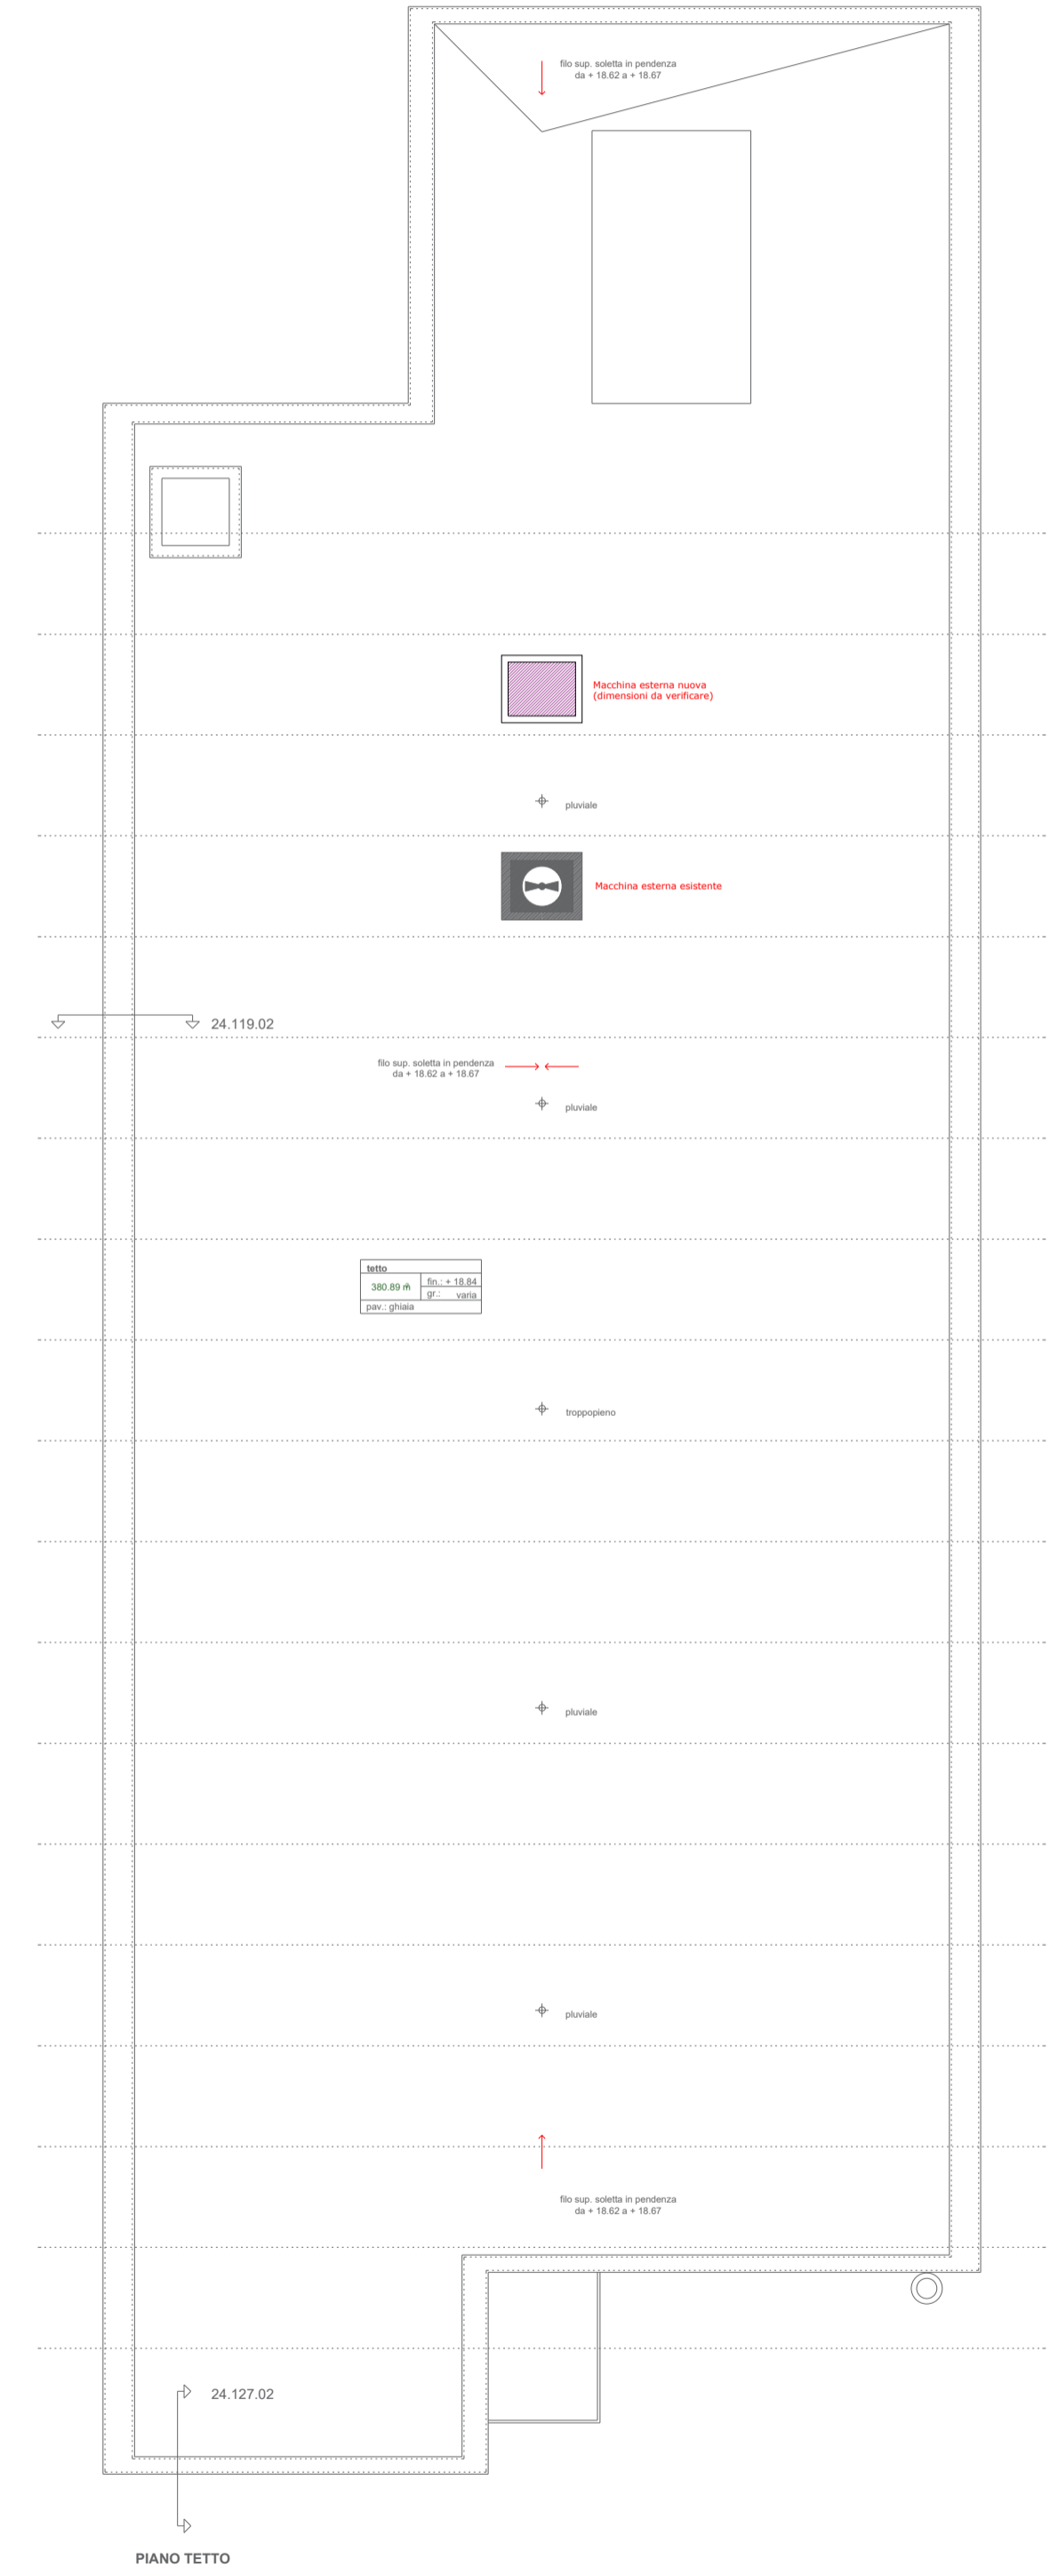 filo sup. soletta in pendenza
da + 18.62 a + 18.67
Macchina esterna nuova
(dimensioni da verificare)
pluviale
Macchina esterna esistente
24.119.02
filo sup. soletta in pendenza
da + 18.62 a + 18.67
pluviale
tetto
380.89 m²
fin.: + 18.84
gr.: varia
pav.: ghiaia
troppopieno
pluviale
pluviale
filo sup. soletta in pendenza
da + 18.62 a + 18.67
24.127.02
PIANO TETTO